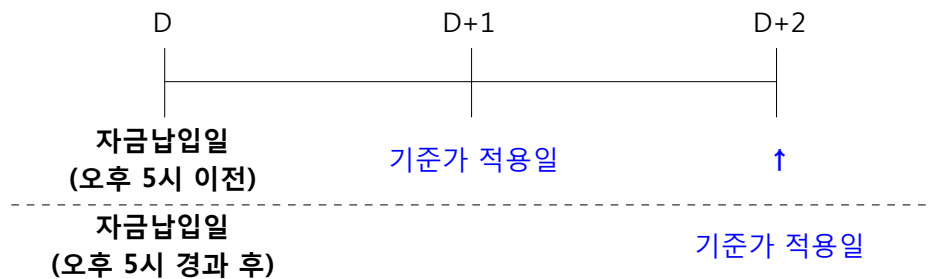 D D+1 D+2
자금납입일
(오후 5시 이전)
기준가 적용일
↑
자금납입일
(오후 5시 경과 후)
기준가 적용일